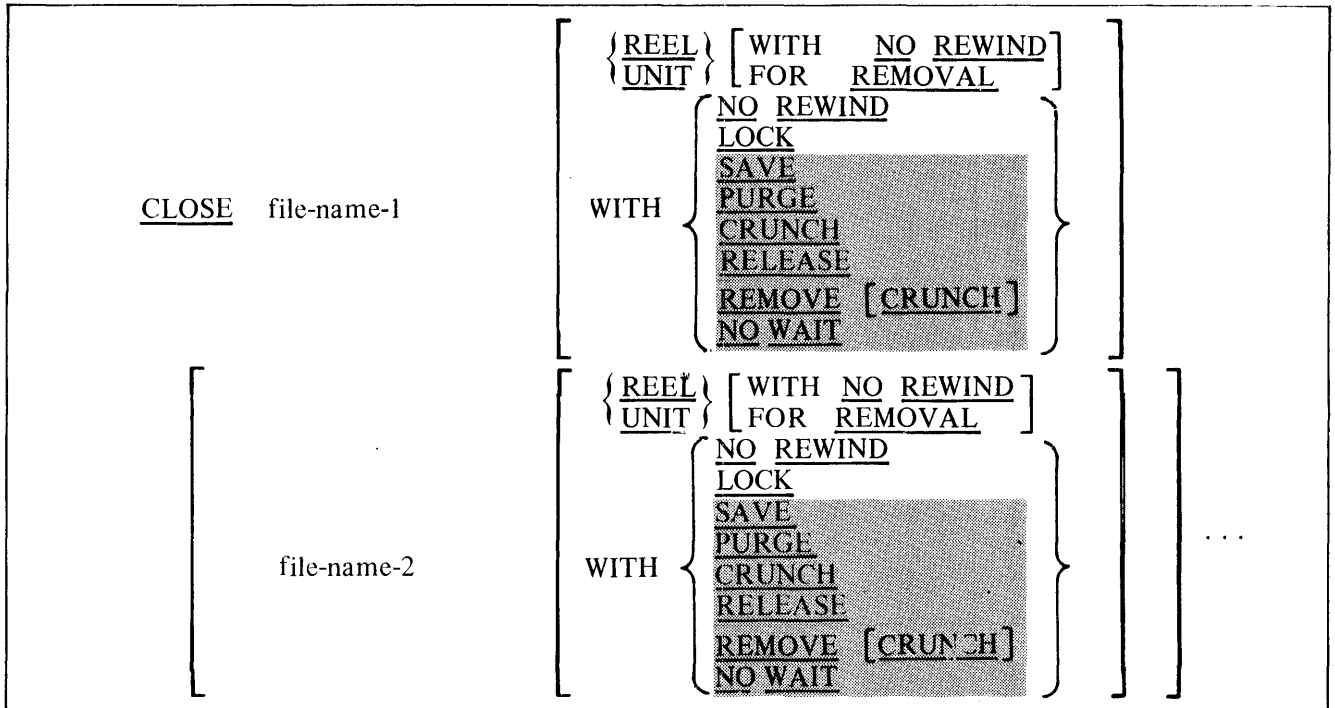 {REEL} [WITH NO REWIND]
{UNIT} [FOR REMOVAL]
NO REWIND
LOCK
SAVE
PURGE
CLOSE file-name-1 WITH
CRUNCH
RELEASE
REMOVE [CRUNCH]
NO WAIT
{REEL} [WITH NO REWIND]
{UNIT} [FOR REMOVAL]
NO REWIND
LOCK
SAVE
PURGE
file-name-2 WITH CRUNCH ...
RELEASE
REMOVE [CRUNCH]
NO WAIT